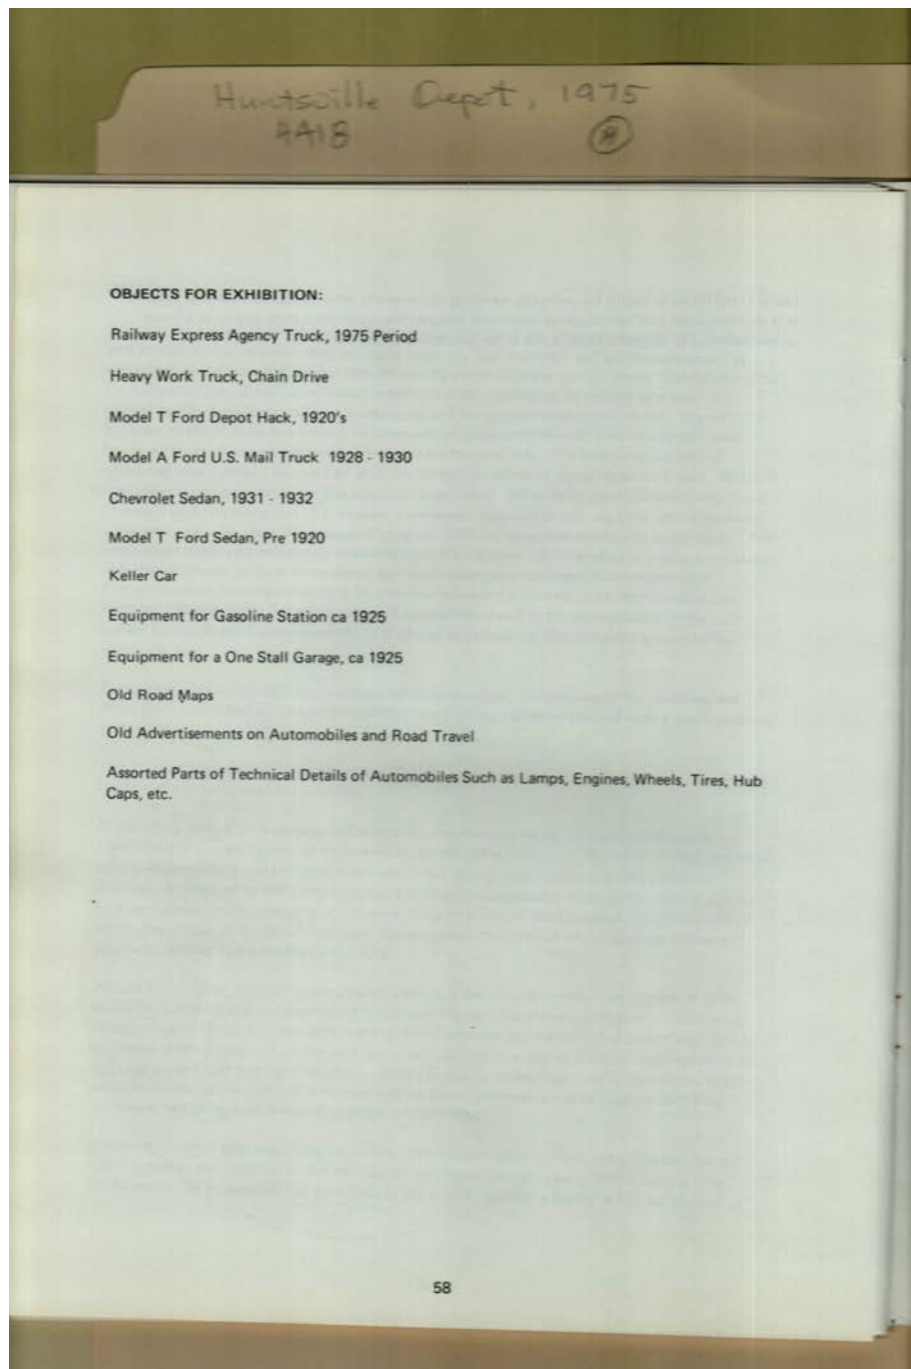 Huntsville Depot, 1975
4418
OBJECTS FOR EXHIBITION:
Railway Express Agency Truck, 1975 Period
Heavy Work Truck, Chain Drive
Model T Ford Depot Hack, 1920's
Model A Ford U.S. Mail Truck 1928 - 1930
Chevrolet Sedan, 1931 - 1932
Model T Ford Sedan, Pre 1920
Keller Car
Equipment for Gasoline Station ca 1925
Equipment for a One Stall Garage, ca 1925
Old Road Maps
Old Advertisements on Automobiles and Road Travel
Assorted Parts of Technical Details of Automobiles Such as Lamps, Engines, Wheels, Tires, Hub
Caps, etc.
58